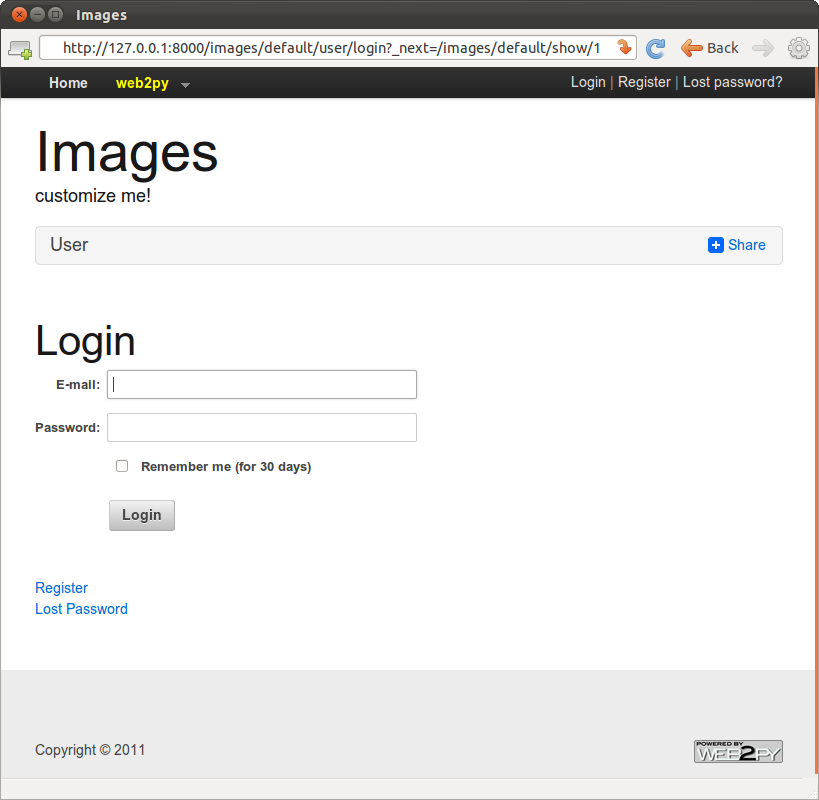 Images
http://127.0.0.1:8000/images/default/user/login?_next=/images/default/show/1
Back
Home web2py Login | Register | Lost password?
Images
customize me!
User Share
Login
E-mail:
Password:
Remember me (for 30 days)
Login
Register
Lost Password
Copyright © 2011
POWERED BY
WEB2PY